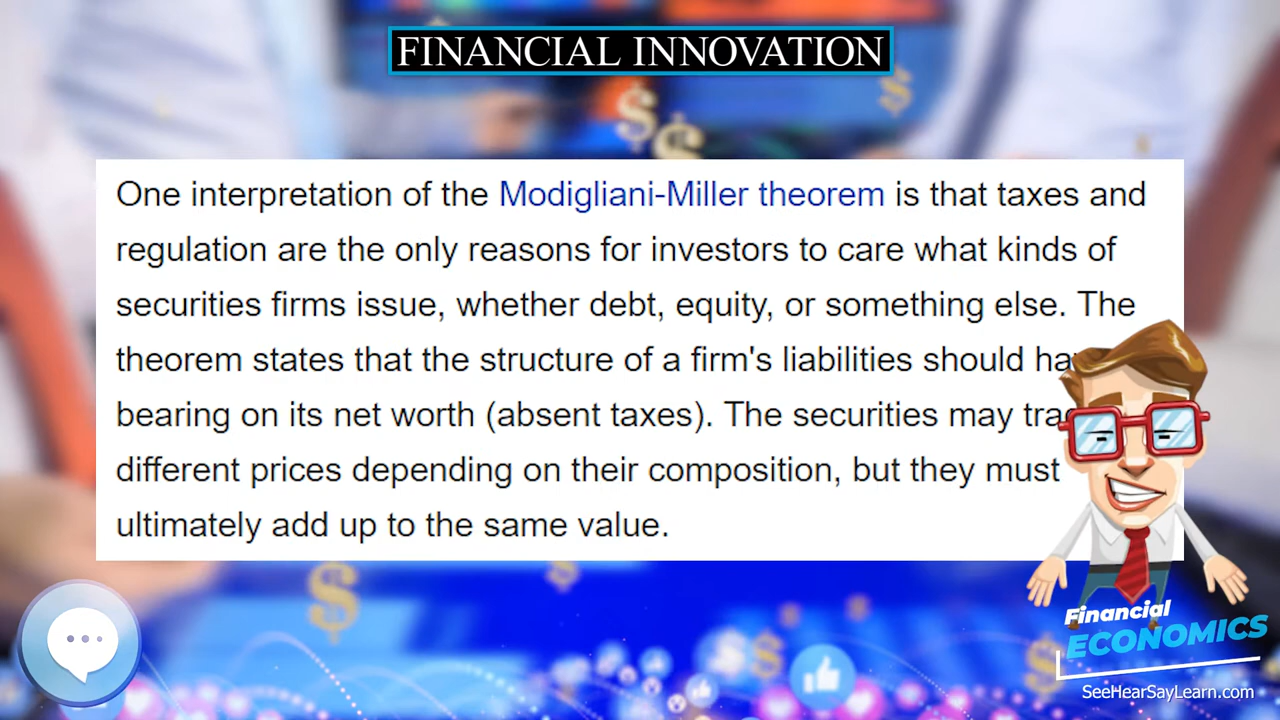 FINANCIAL INNOVATION
One interpretation of the Modigliani-Miller theorem is that taxes and
regulation are the only reasons for investors to care what kinds of
securities firms issue, whether debt, equity, or something else. The
theorem states that the structure of a firm's liabilities should
bearing on its net worth (absent taxes). The securities may
different prices depending on their composition, but they must
ultimately add up to the same value.
Financial
ECONOMICS
SeeHearSayLearn.com